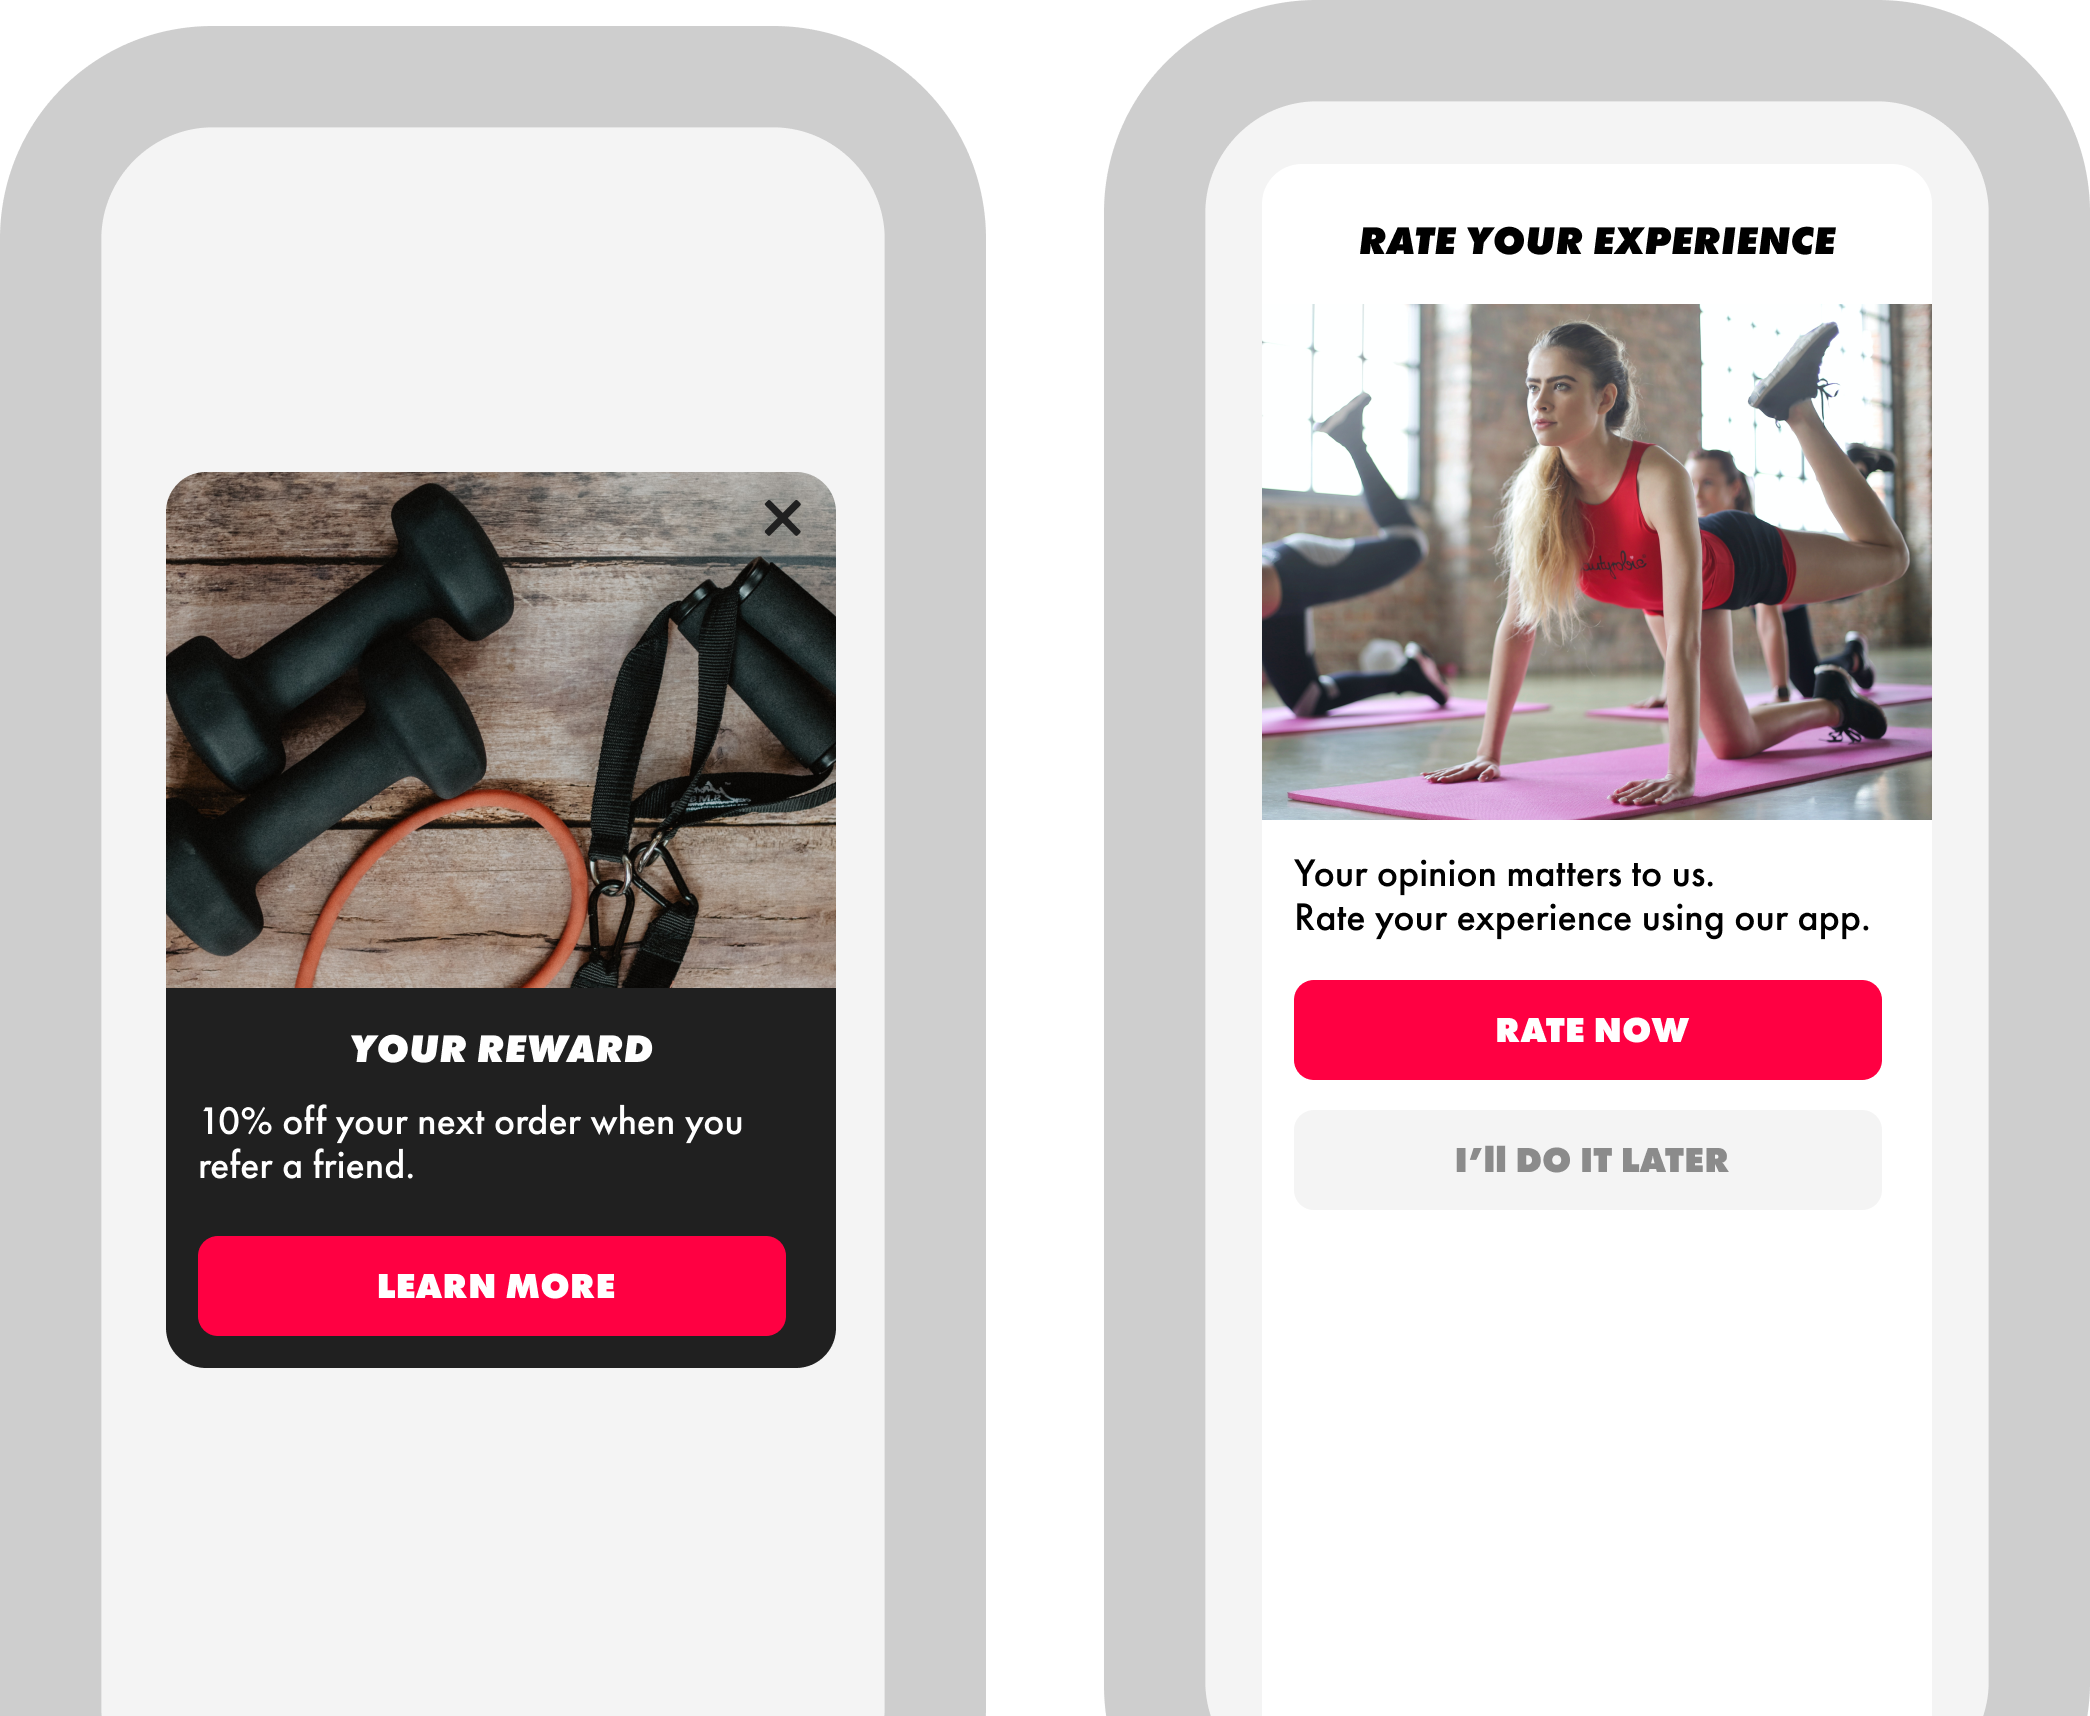 YOUR REWARD
10% off your next order when you
refer a friend.
LEARN MORE
RATE YOUR EXPERIENCE
Your opinion matters to us.
Rate your experience using our app.
RATE NOW
I’ll DO IT LATER